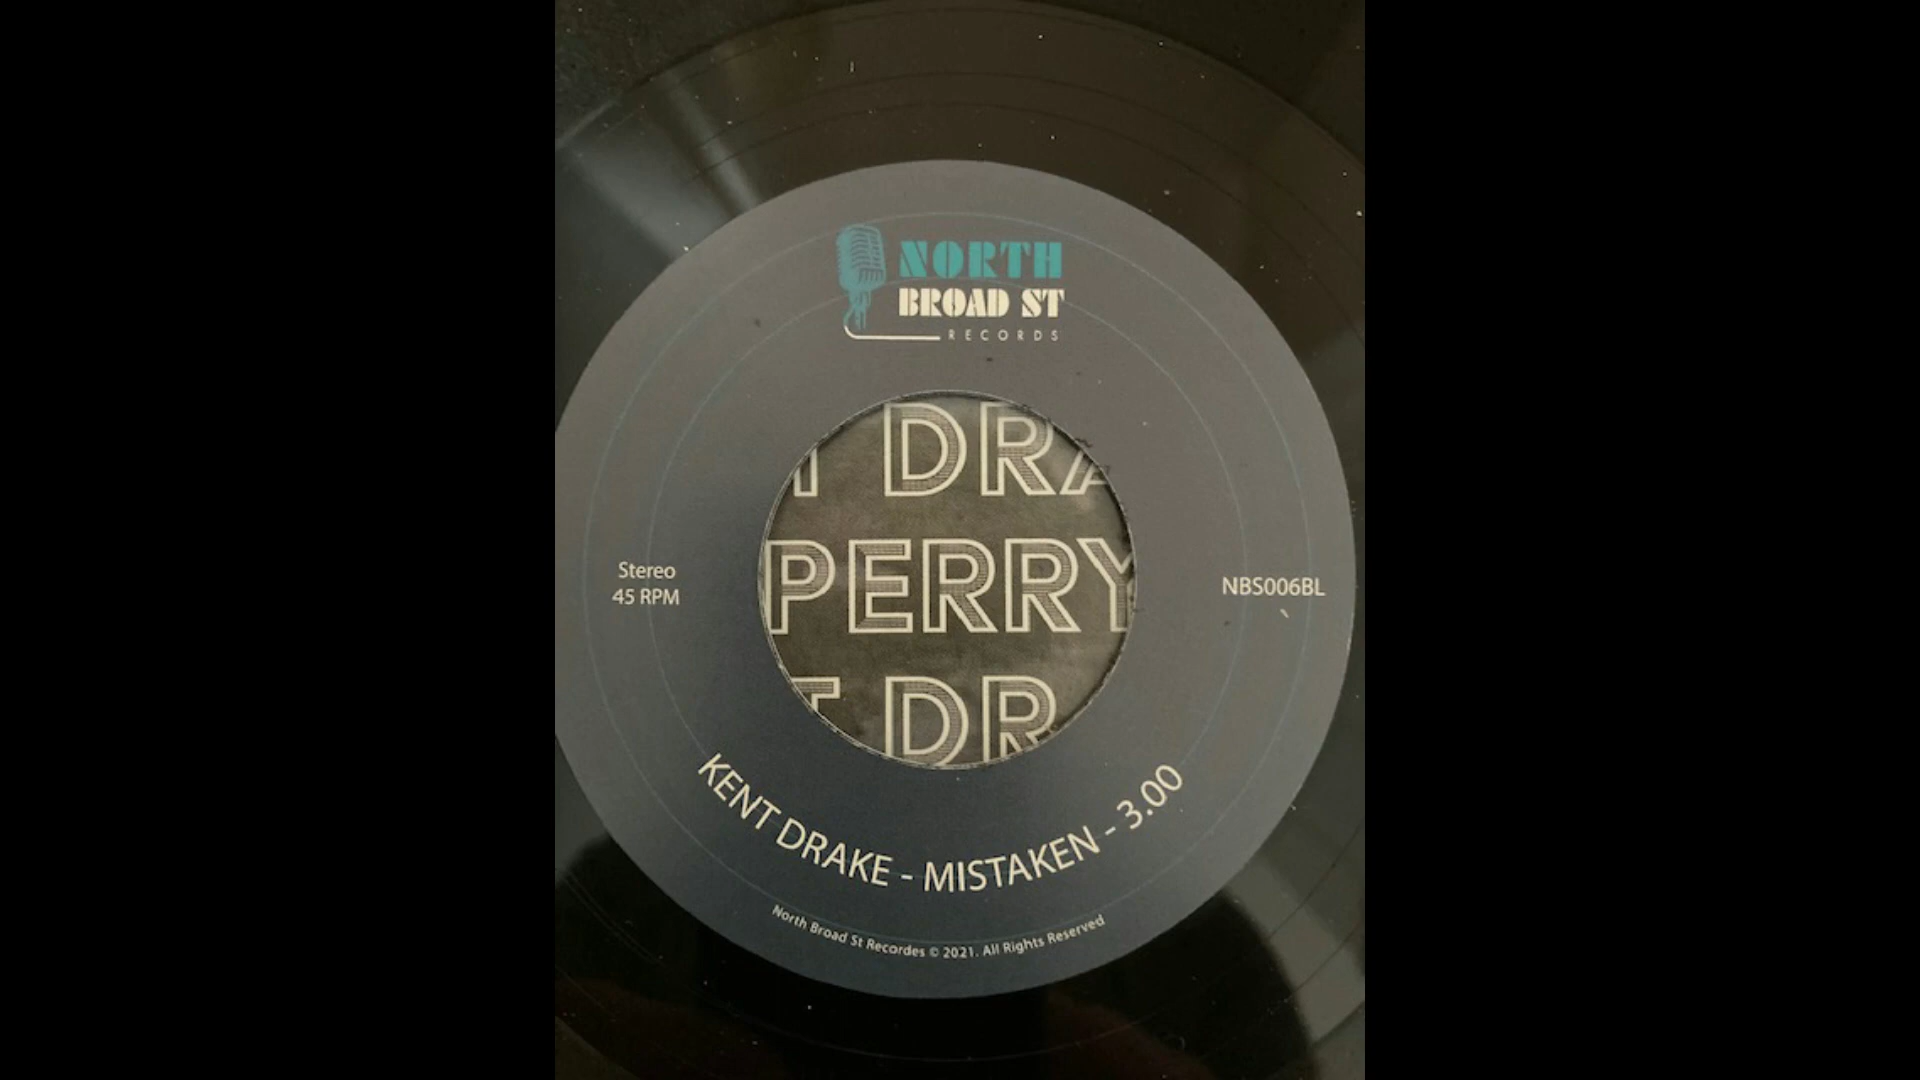 NORTH
BROAD ST
RECORDS
DR
PERRY
DR
Stereo
45 RPM
NBS006BL
KENT DRAKE - MISTAKEN - 3.00
North Broad St Recordes © 2021. All Rights Reserved